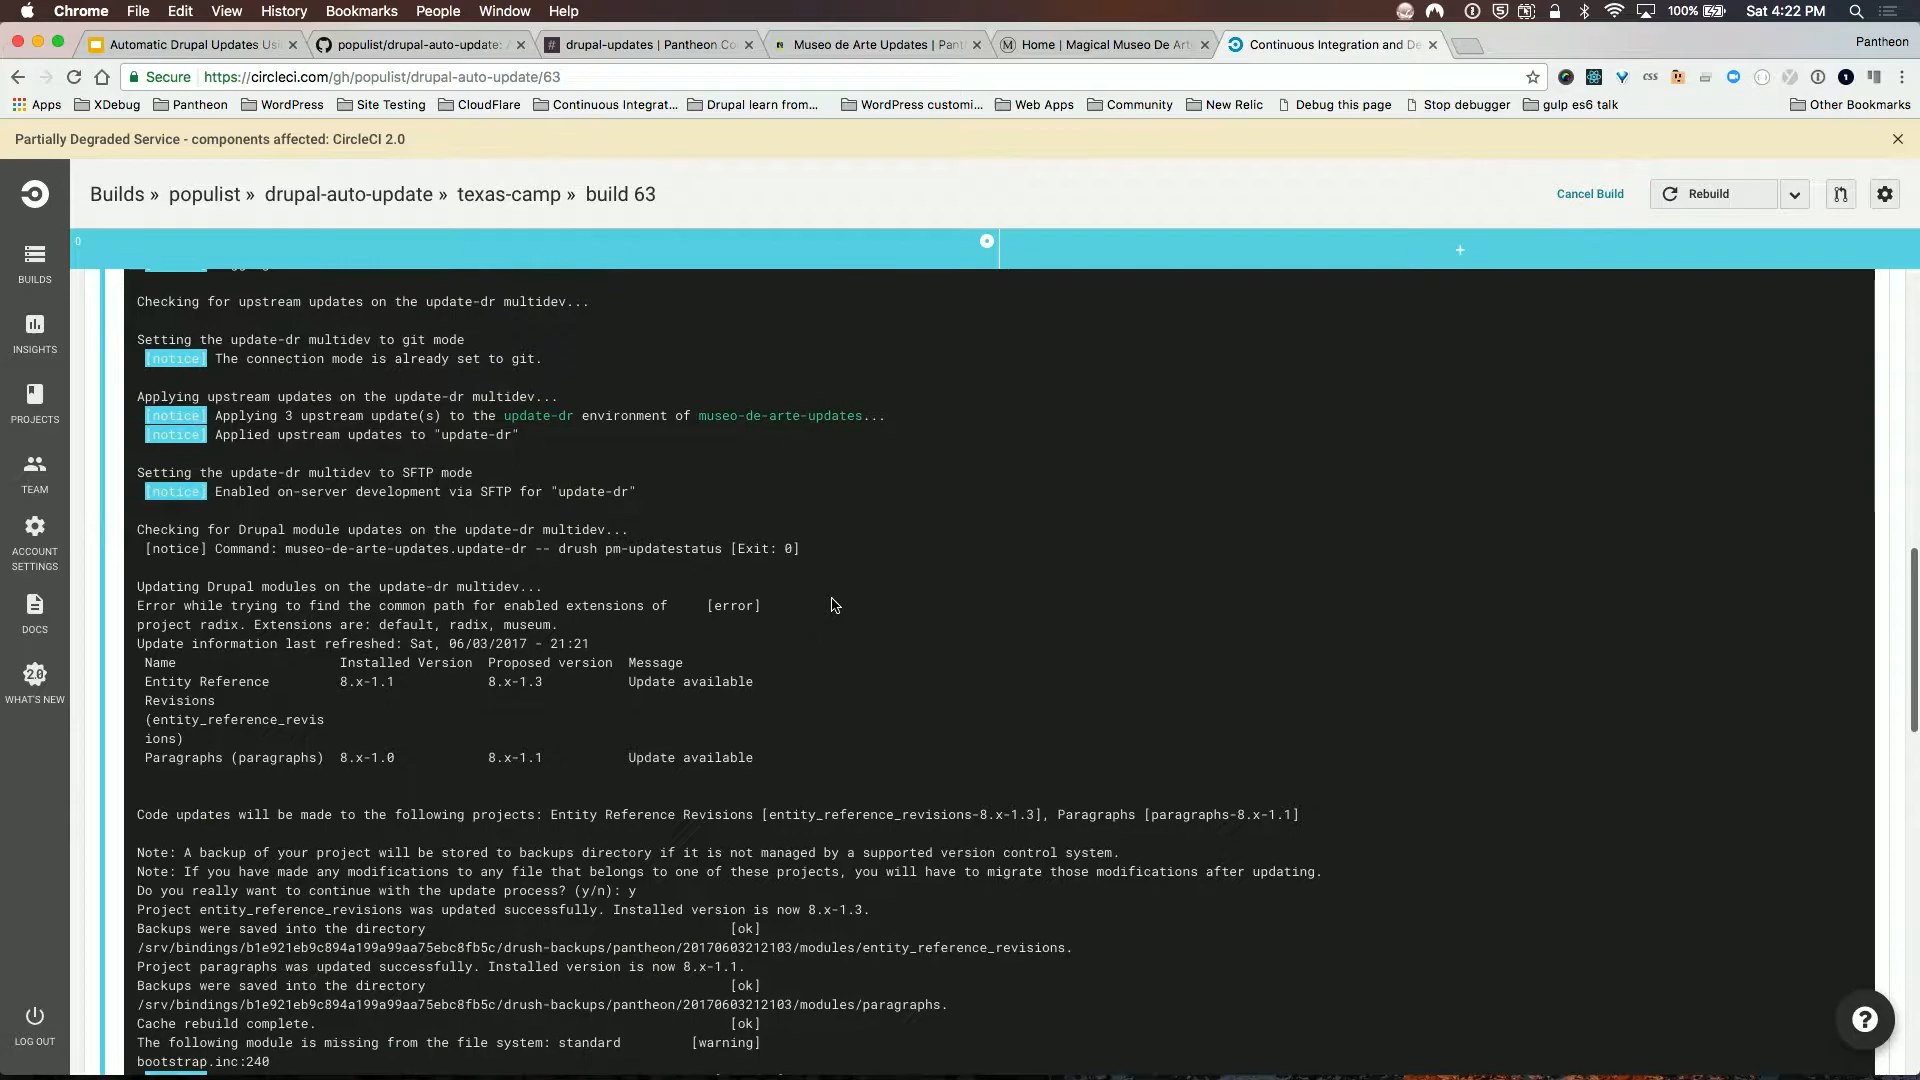 Chrome File Edit View History Bookmarks People Window Help
100% Sat 4:22 PM
Automatic Drupal Updates Usi
populist/drupal-auto-update:
drupal-updates | Pantheon Co
Museo de Arte Updates | Pant
Home | Magical Museo De Arte
Continuous Integration and De
Pantheon
Secure https://circleci.com/gh/populist/drupal-auto-update/63
Apps XDebug Pantheon WordPress Site Testing CloudFlare Continuous Integrat... Drupal learn from... WordPress customi... Web Apps Community New Relic Debug this page Stop debugger gulp es6 talk Other Bookmarks
Partially Degraded Service - components affected: CircleCI 2.0
Builds » populist » drupal-auto-update » texas-camp » build 63
Cancel Build
Rebuild
0
+
BUILDS
INSIGHTS
PROJECTS
TEAM
ACCOUNT
SETTINGS
DOCS
2.0
WHAT'S NEW
LOG OUT
Checking for upstream updates on the update-dr multidev...
Setting the update-dr multidev to git mode
[notice] The connection mode is already set to git.
Applying upstream updates on the update-dr multidev...
[notice] Applying 3 upstream update(s) to the update-dr environment of museo-de-arte-updates...
[notice] Applied upstream updates to "update-dr"
Setting the update-dr multidev to SFTP mode
[notice] Enabled on-server development via SFTP for "update-dr"
Checking for Drupal module updates on the update-dr multidev...
[notice] Command: museo-de-arte-updates.update-dr -- drush pm-updatestatus [Exit: 0]
Updating Drupal modules on the update-dr multidev...
Error while trying to find the common path for enabled extensions of [error]
project radix. Extensions are: default, radix, museum.
Update information last refreshed: Sat, 06/03/2017 - 21:21
Name Installed Version Proposed version Message
Entity Reference 8.x-1.1 8.x-1.3 Update available
Revisions
(entity_reference_revis
ions)
Paragraphs (paragraphs) 8.x-1.0 8.x-1.1 Update available
Code updates will be made to the following projects: Entity Reference Revisions [entity_reference_revisions-8.x-1.3], Paragraphs [paragraphs-8.x-1.1]
Note: A backup of your project will be stored to backups directory if it is not managed by a supported version control system.
Note: If you have made any modifications to any file that belongs to one of these projects, you will have to migrate those modifications after updating.
Do you really want to continue with the update process? (y/n): y
Project entity_reference_revisions was updated successfully. Installed version is now 8.x-1.3.
Backups were saved into the directory [ok]
/srv/bindings/b1e921eb9c894a199a99aa75ebc8fb5c/drush-backups/pantheon/20170603212103/modules/entity_reference_revisions.
Project paragraphs was updated successfully. Installed version is now 8.x-1.1.
Backups were saved into the directory [ok]
/srv/bindings/b1e921eb9c894a199a99aa75ebc8fb5c/drush-backups/pantheon/20170603212103/modules/paragraphs.
Cache rebuild complete. [ok]
The following module is missing from the file system: standard [warning]
bootstrap.inc:240